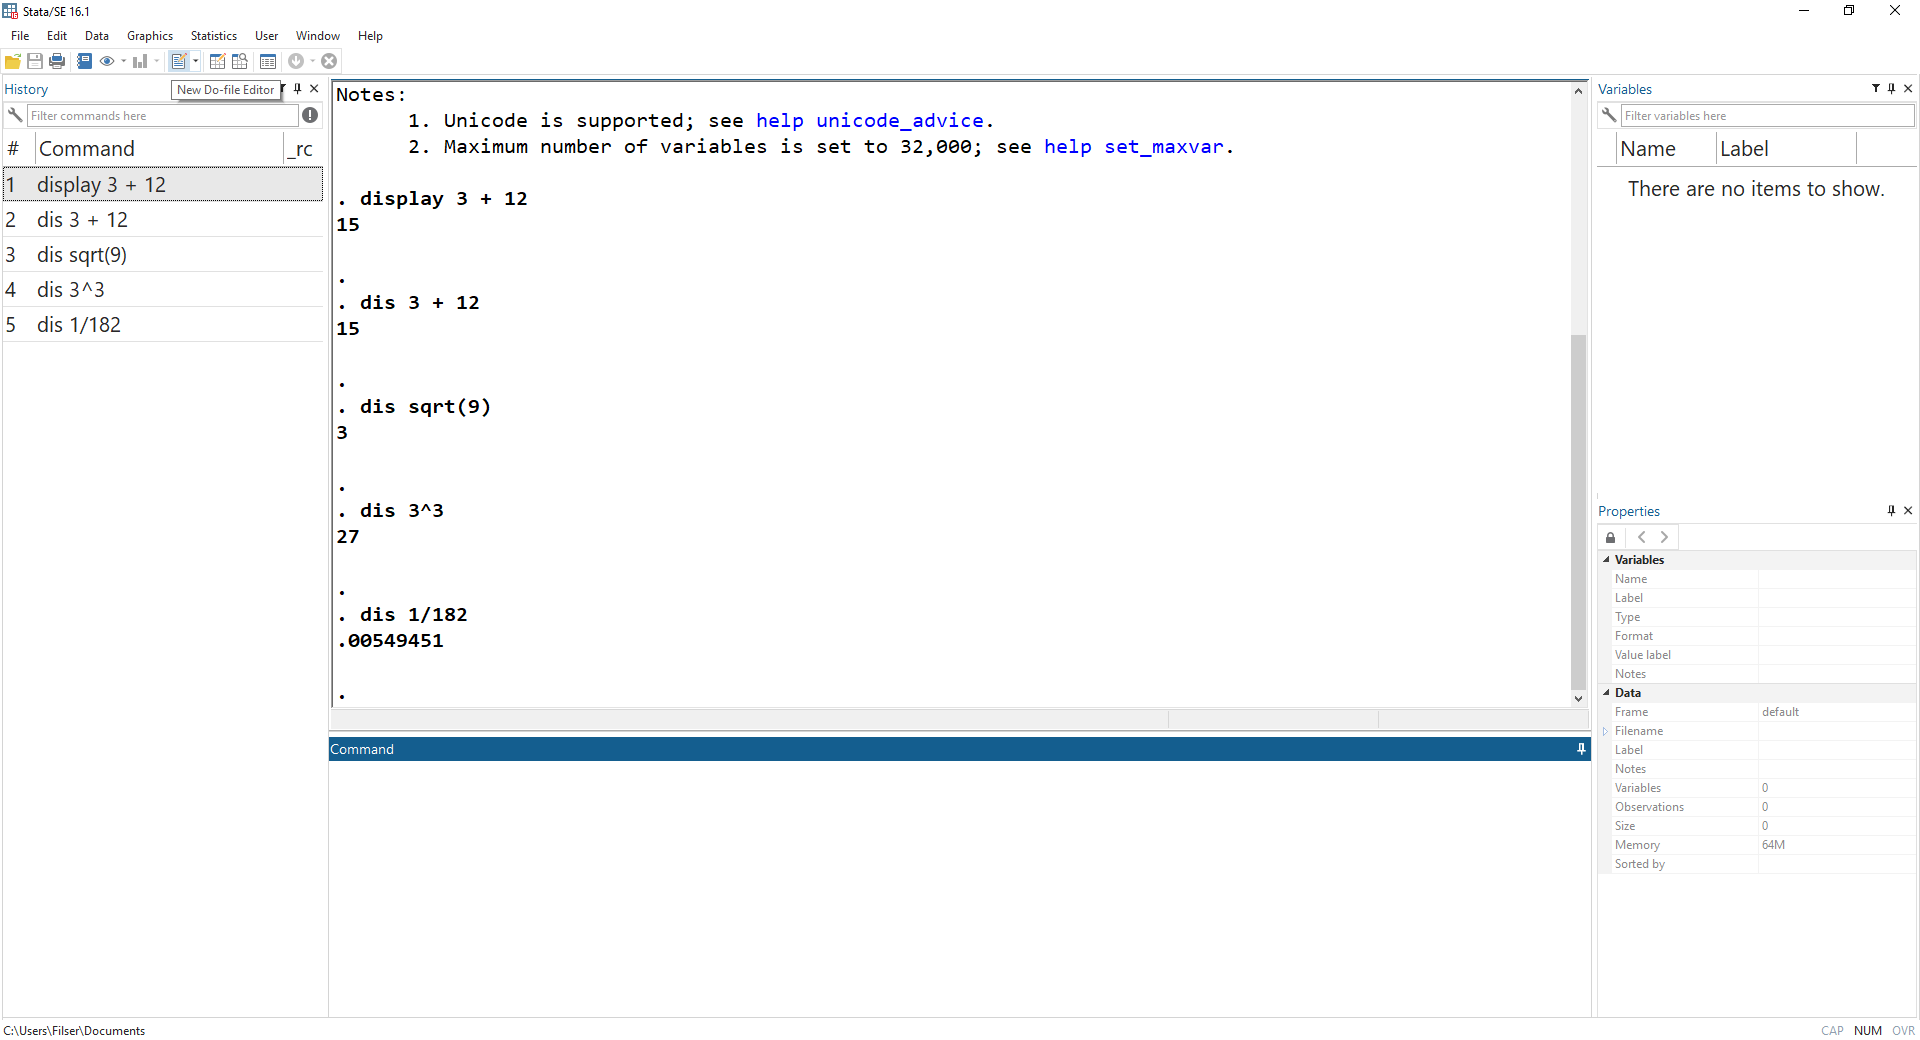 Stata/SE 16.1
File Edit Data Graphics Statistics User Window Help
History
New Do-file Editor
Filter commands here
# Command _rc
1 display 3 + 12
2 dis 3 + 12
3 dis sqrt(9)
4 dis 3^3
5 dis 1/182
Notes:
1. Unicode is supported; see help unicode_advice.
2. Maximum number of variables is set to 32,000; see help set_maxvar.
. display 3 + 12
15
.
. dis 3 + 12
15
.
. dis sqrt(9)
3
.
. dis 3^3
27
.
. dis 1/182
.00549451
.
Command
Variables
Filter variables here
Name Label
There are no items to show.
Properties
Variables
Name
Label
Type
Format
Value label
Notes
Data
Frame default
Filename
Label
Notes
Variables 0
Observations 0
Size 0
Memory 64M
Sorted by
C:\Users\Filser\Documents
CAP NUM OVR